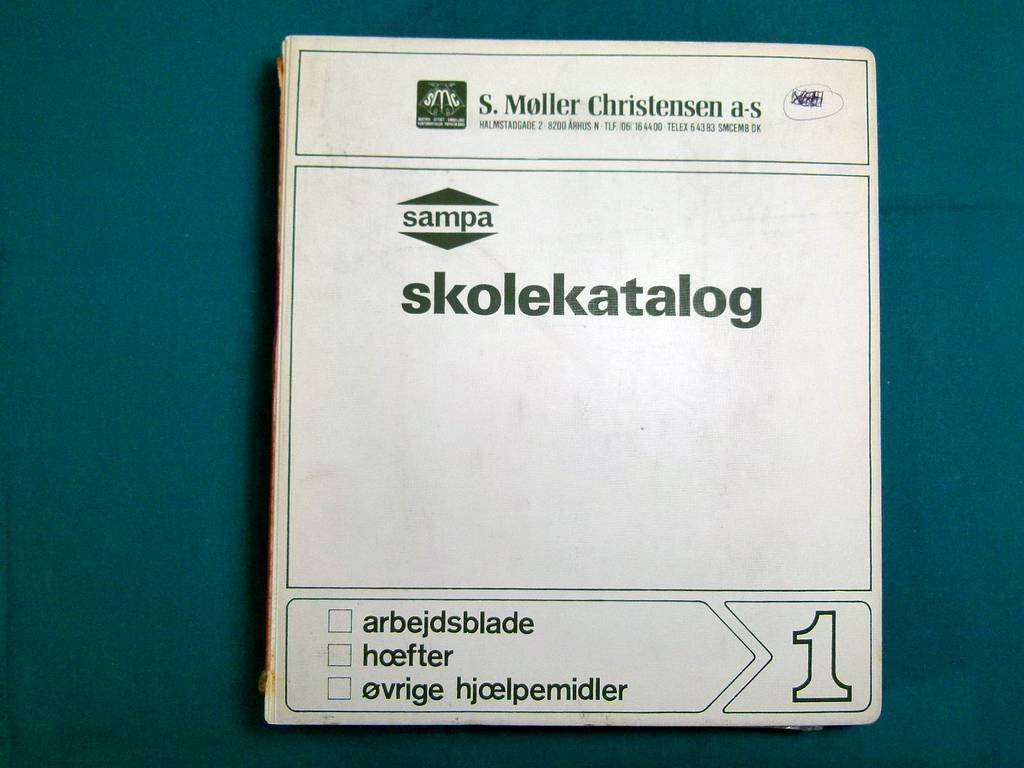 SMC
S. Møller Christensen a-s
HALMSTADGADE 2 - 8200 ÅRHUS N - TLF. (06) 16 44 00 - TELEX 6 43 83 SMCEMB DK
sampa
skolekatalog
arbejdsblade
hæfter
øvrige hjælpemidler
1